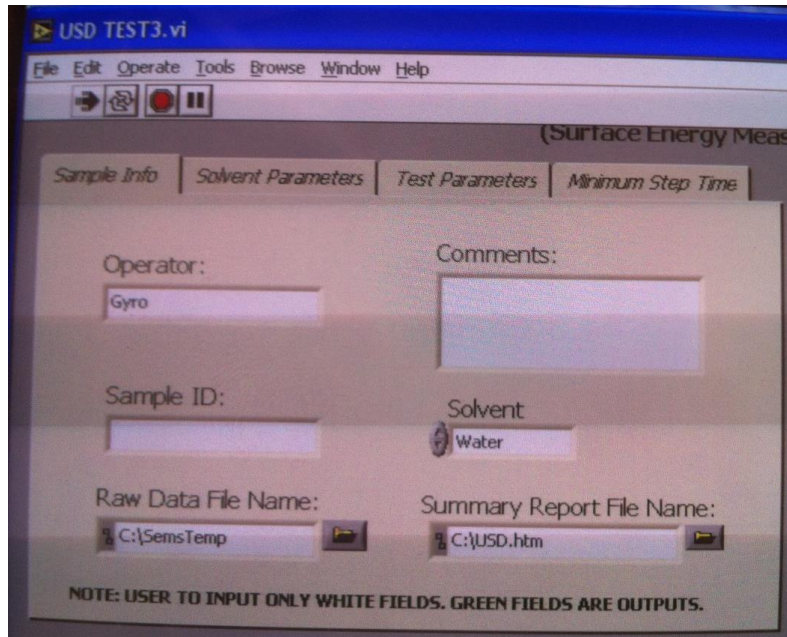 USD TEST3.vi
File Edit Operate Tools Browse Window Help
(Surface Energy Meas
Sample Info Solvent Parameters Test Parameters Minimum Step Time
Operator:
Gyro
Comments:
Sample ID:
Solvent
Water
Raw Data File Name:
C:\SemsTemp
Summary Report File Name:
C:\USD.htm
NOTE: USER TO INPUT ONLY WHITE FIELDS. GREEN FIELDS ARE OUTPUTS.